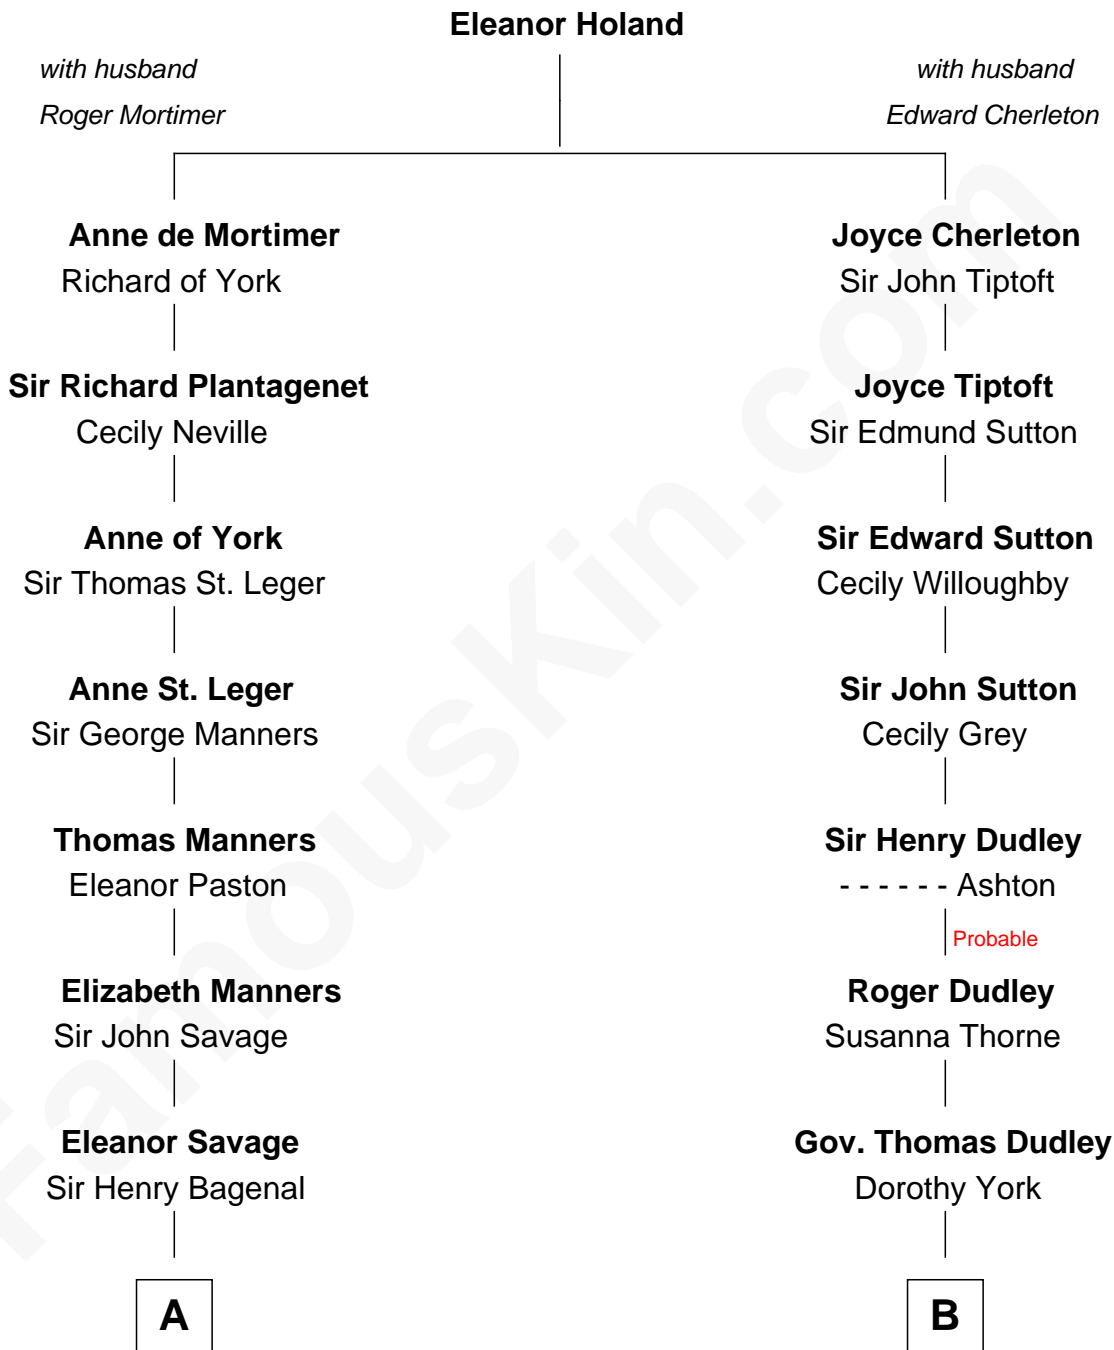 Eleanor Holand
with husband
Roger Mortimer
with husband
Edward Cherleton
Anne de Mortimer
Richard of York
Joyce Cherleton
Sir John Tiptoft
Sir Richard Plantagenet
Cecily Neville
Joyce Tiptoft
Sir Edmund Sutton
Anne of York
Sir Thomas St. Leger
Sir Edward Sutton
Cecily Willoughby
Anne St. Leger
Sir George Manners
Sir John Sutton
Cecily Grey
Thomas Manners
Eleanor Paston
Sir Henry Dudley
- - - - - - Ashton
Probable
Elizabeth Manners
Sir John Savage
Roger Dudley
Susanna Thorne
Eleanor Savage
Sir Henry Bagenal
Gov. Thomas Dudley
Dorothy York
A
B
FamousKin.com